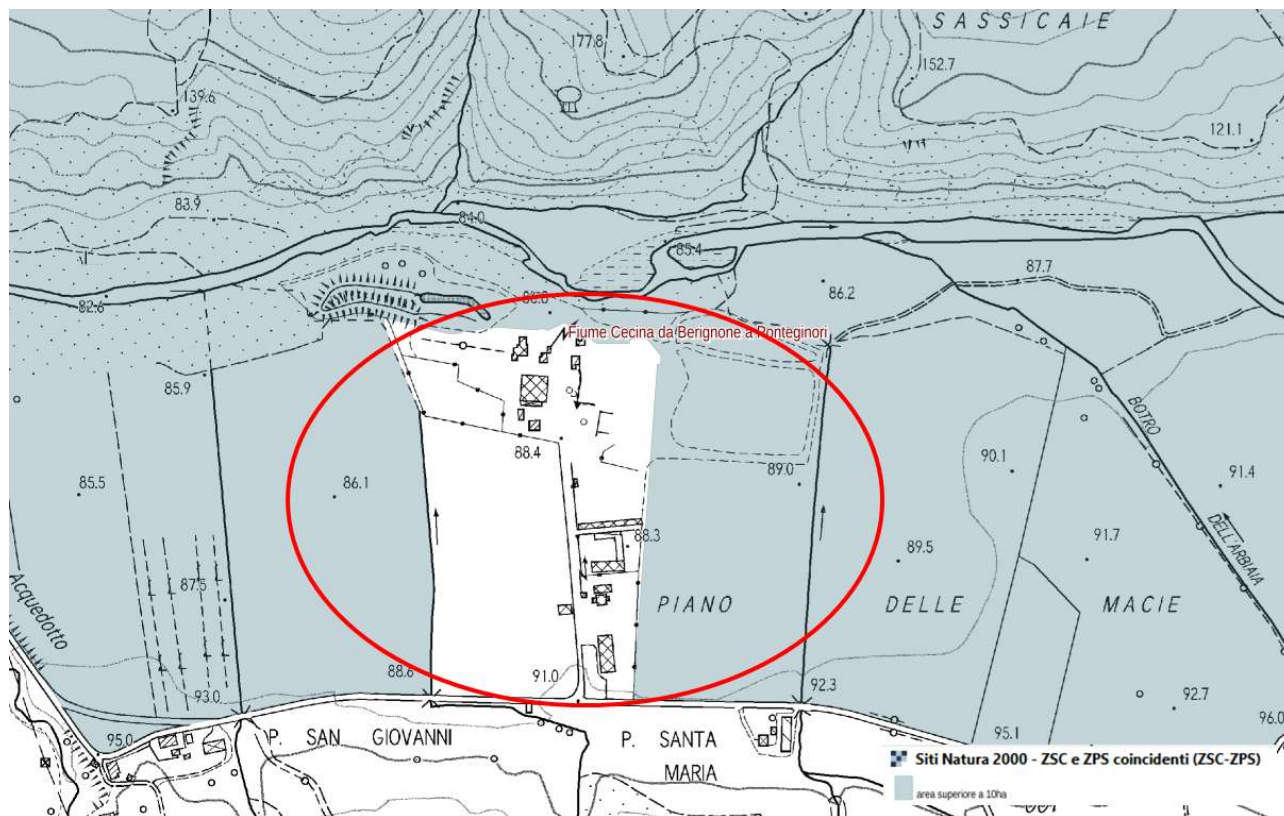 SASSICAIE
177.8
152.7
139.6
121.1
83.9
84.0
85.4
87.7
86.2
82.6
86.0
Fiume Cecina da Berignone a Ponteginori
85.9
BOTRO
88.4
89.0
90.1
91.4
85.5
86.1
DELL'ARBIAIA
88.3
91.7
89.5
87.5
Acquedotto
PIANO DELLE MACIE
88.6
91.0
92.3
93.0
92.7
96.0
95.0
P. SAN GIOVANNI
P. SANTA
MARIA
95.1
Siti Natura 2000 - ZSC e ZPS coincidenti (ZSC-ZPS)
area superiore a 10ha